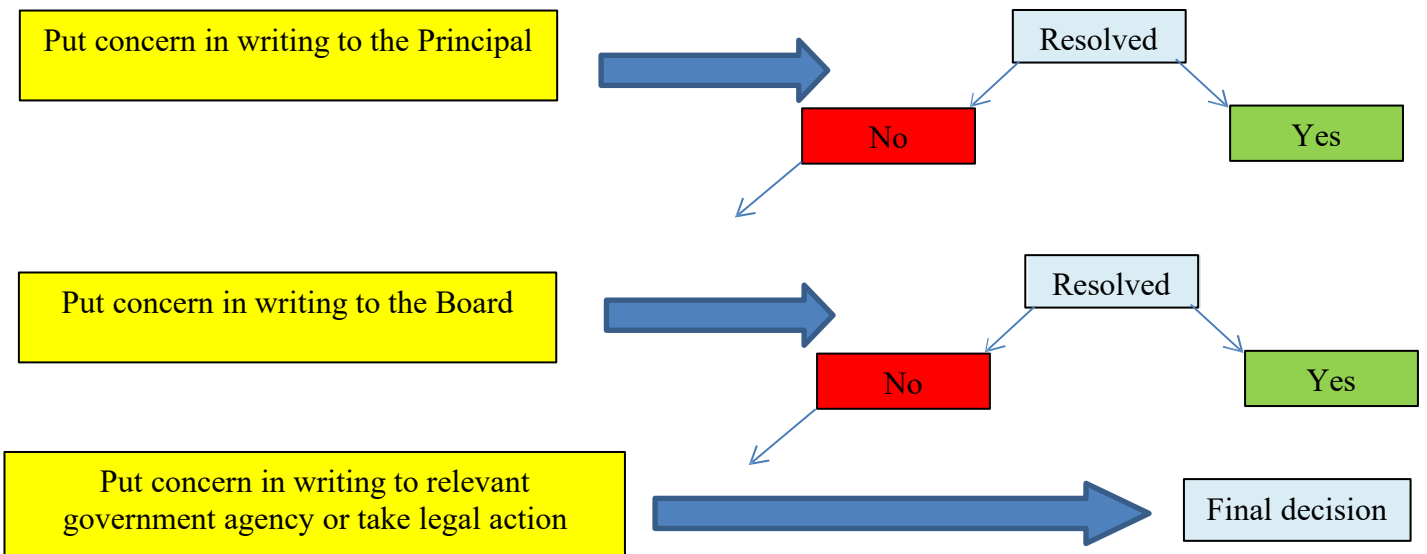 Put concern in writing to the Principal
Resolved
No
Yes
Put concern in writing to the Board
Resolved
No
Yes
Put concern in writing to relevant
government agency or take legal action
Final decision